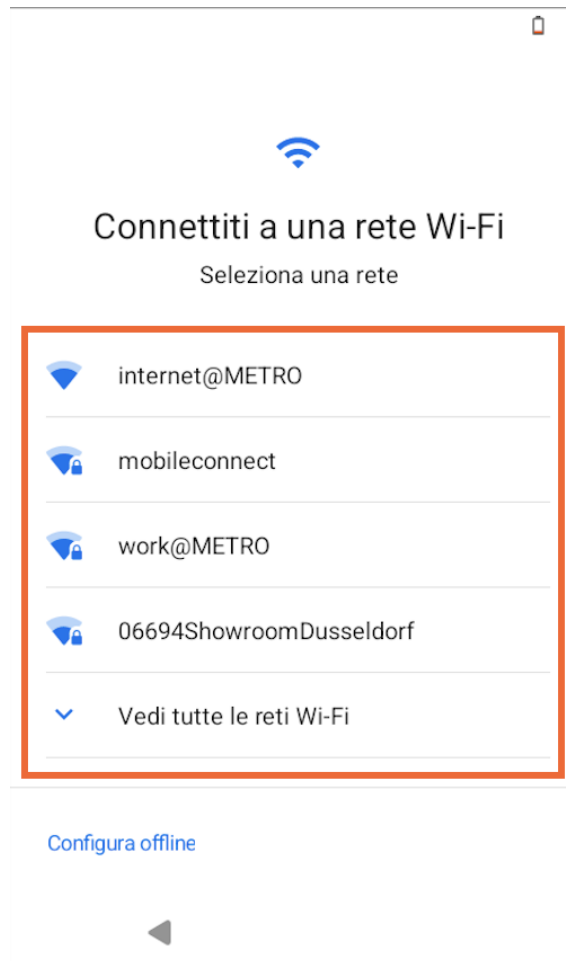 Connettiti a una rete Wi-Fi
Seleziona una rete
internet@METRO
mobileconnect
work@METRO
06694ShowroomDusseldorf
Vedi tutte le reti Wi-Fi
Configura offline